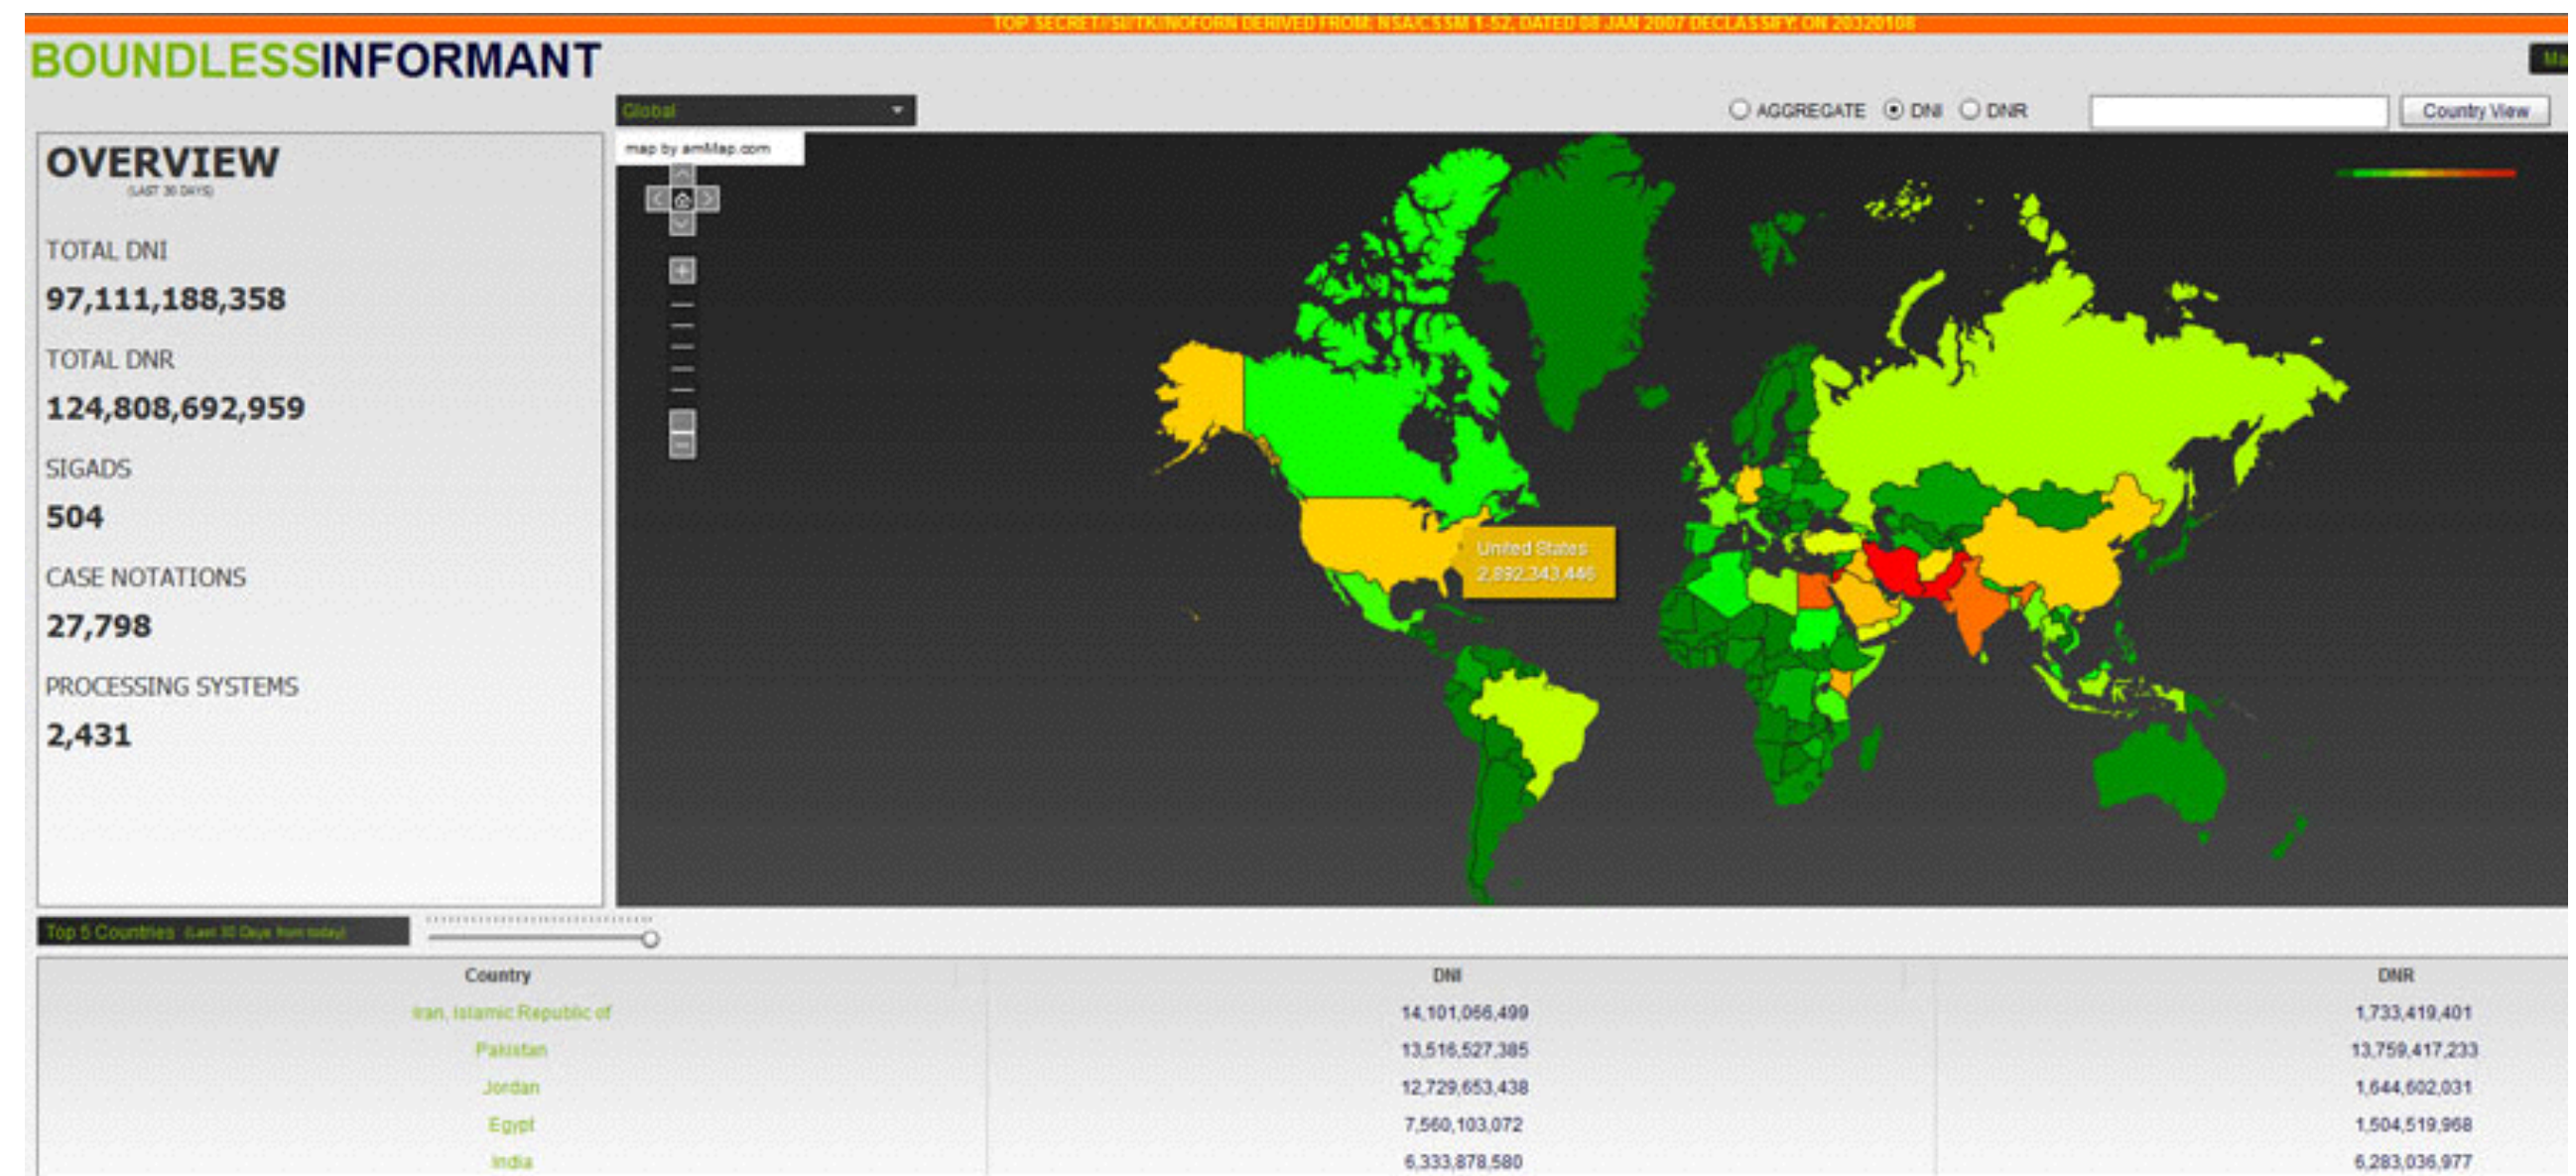 TOP SECRET//SI//TK//NOFORN DERIVED FROM: NSA/CSSM 1-52, DATED 08 JAN 2007 DECLASSIFY ON 20320108
BOUNDLESSINFORMANT
Global
AGGREGATE DNI DNR
Country View
map by amMap.com
OVERVIEW
(LAST 30 DAYS)
TOTAL DNI
97,111,188,358
TOTAL DNR
124,808,692,959
SIGADS
504
CASE NOTATIONS
27,798
PROCESSING SYSTEMS
2,431
United States
2,892,343,446
Top 5 Countries (Last 30 Days from today)
Country DNI DNR
Iran, Islamic Republic of 14,101,066,499 1,733,419,401
Pakistan 13,516,527,385 13,759,417,233
Jordan 12,729,653,438 1,644,602,031
Egypt 7,560,103,072 1,504,519,968
India 6,333,878,580 6,283,036,977